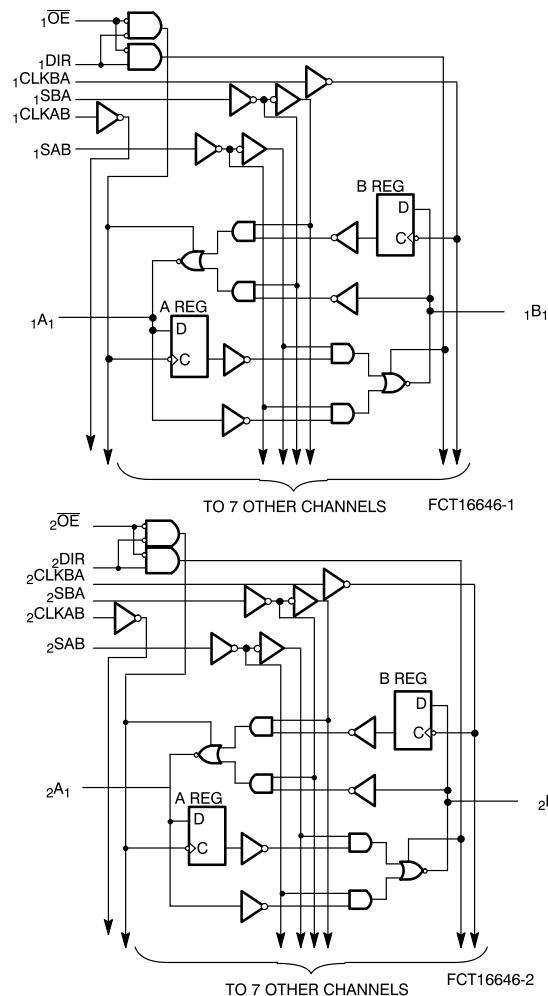 1OE
1DIR
1CLKBA
1SBA
1CLKAB
1SAB
B REG
D
C
A REG
1A1
D
C
1B1
TO 7 OTHER CHANNELS
FCT16646-1
2OE
2DIR
2CLKBA
2SBA
2CLKAB
2SAB
B REG
D
C
2A1
A REG
D
C
2
TO 7 OTHER CHANNELS
FCT16646-2